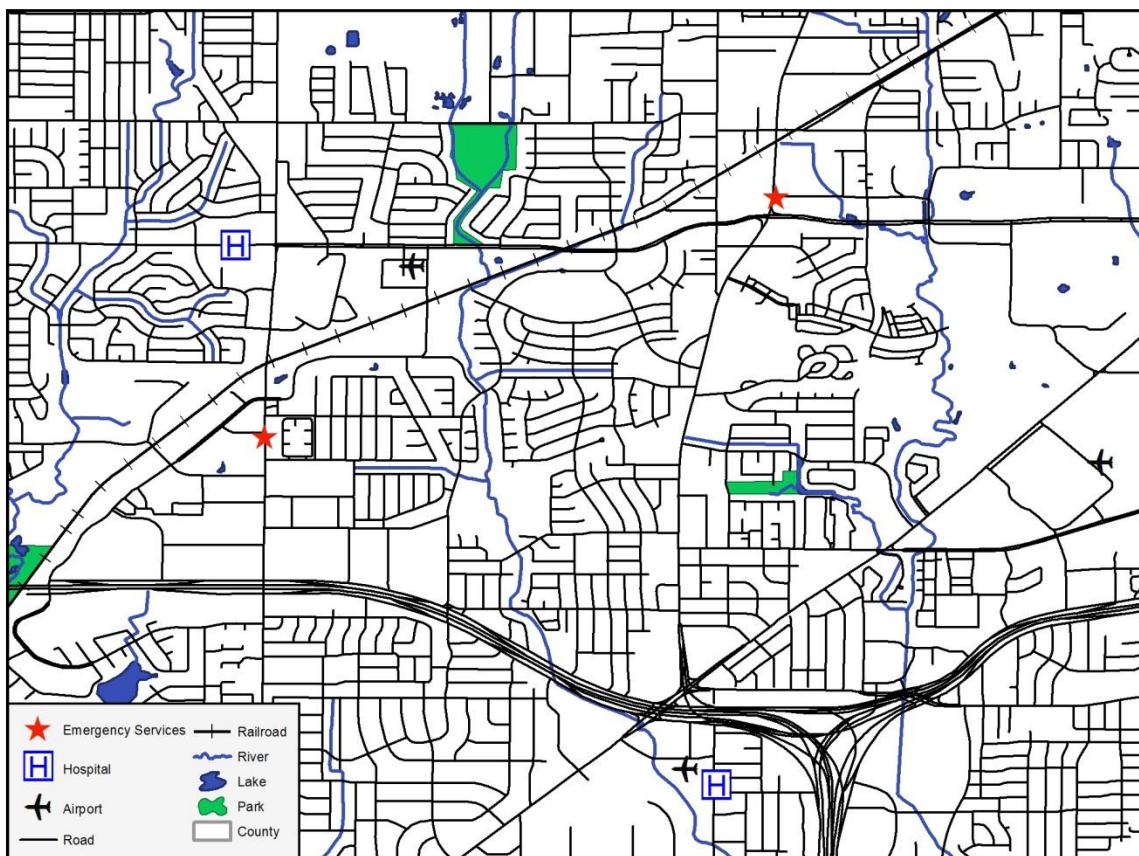 H
H
Emergency Services
H Hospital
Airport
Road
Railroad
River
Lake
Park
County